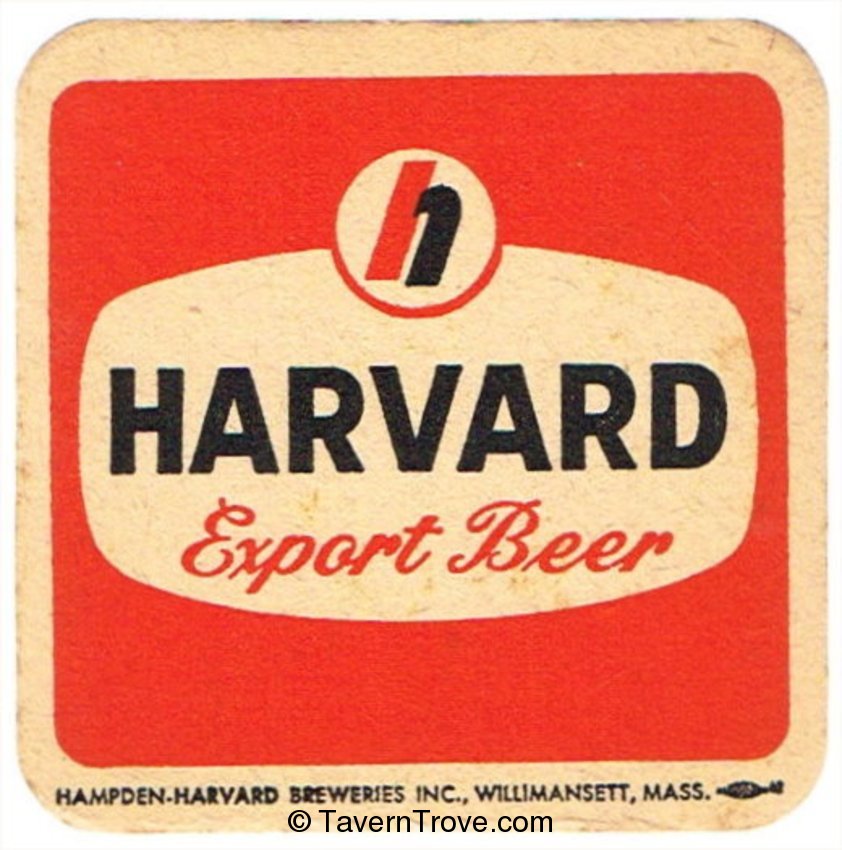 h
HARVARD
Export Beer
HAMPDEN-HARVARD BREWERIES INC., WILLIMANSETT, MASS.
© TavernTrove.com